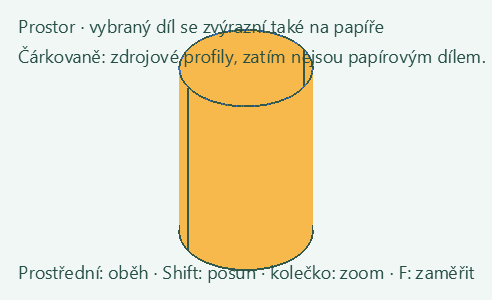 Prostor · vybraný díl se zvýrazní také na papíře
Čárkovaně: zdrojové profily, zatím nejsou papírovým dílem.
Prostřední: oběh · Shift: posun · kolečko: zoom · F: zaměřit